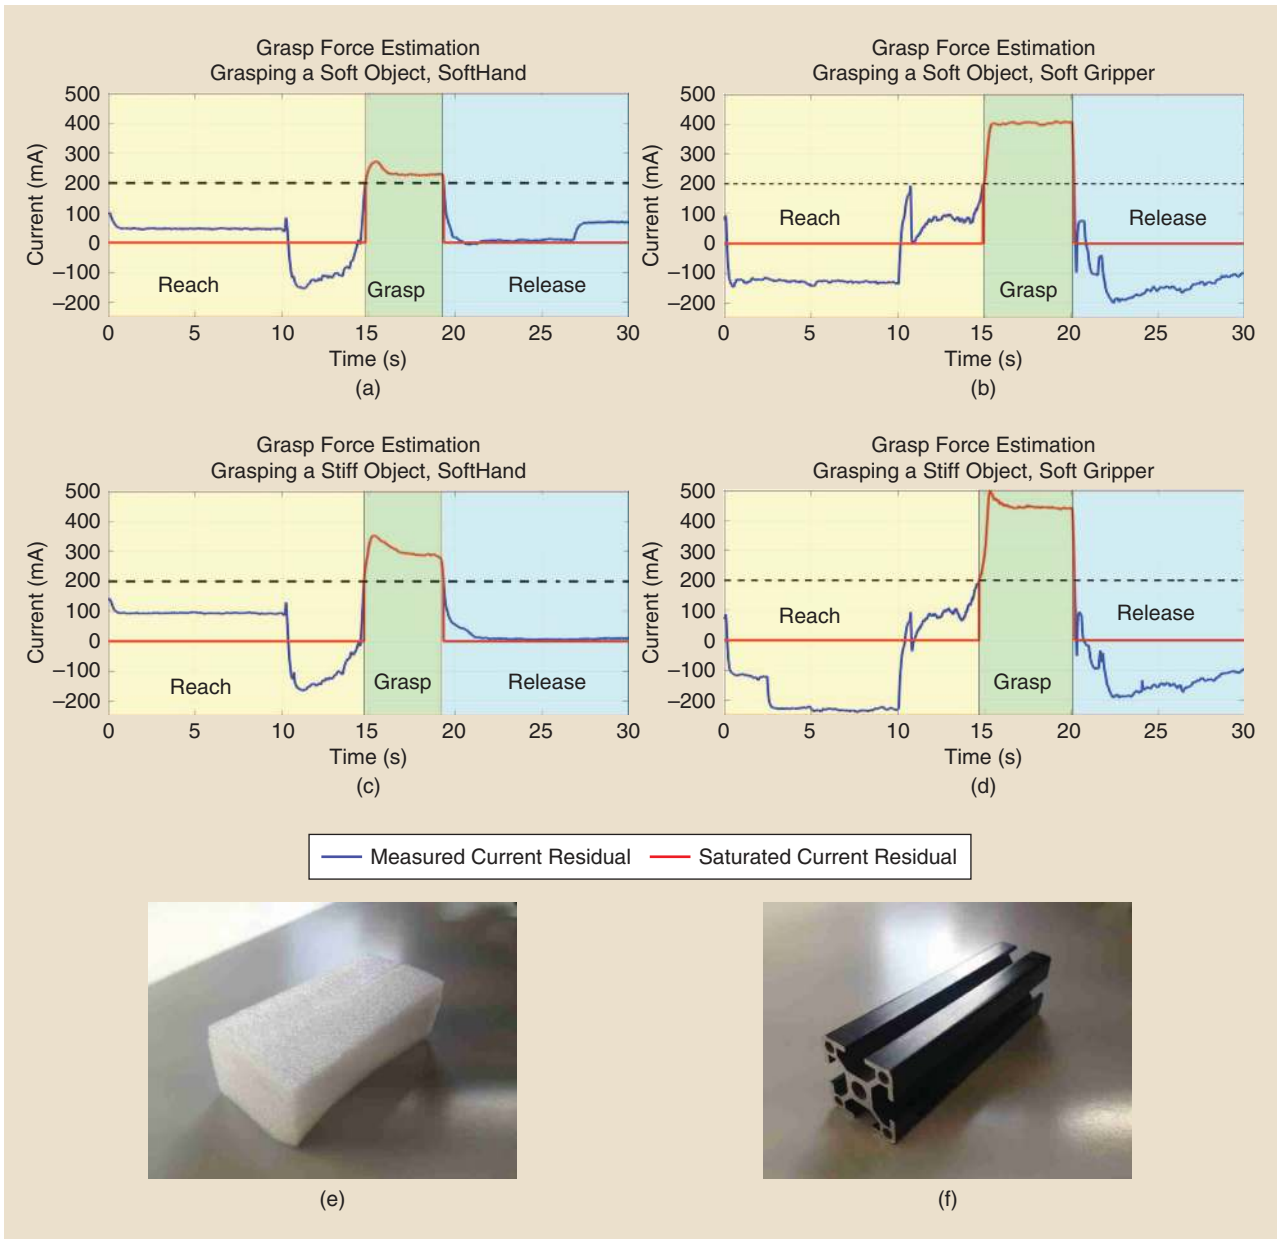 Grasp Force Estimation
Grasping a Soft Object, SoftHand
500
400
300
200
100
0
–100
–200
Current (mA)
Reach
Grasp
Release
0 5 10 15 20 25 30
Time (s)
(a)
Grasp Force Estimation
Grasping a Soft Object, Soft Gripper
500
400
300
200
100
0
–100
–200
Current (mA)
Reach
Grasp
Release
0 5 10 15 20 25 30
Time (s)
(b)
Grasp Force Estimation
Grasping a Stiff Object, SoftHand
500
400
300
200
100
0
–100
–200
Current (mA)
Reach
Grasp
Release
0 5 10 15 20 25 30
Time (s)
(c)
Grasp Force Estimation
Grasping a Stiff Object, Soft Gripper
500
400
300
200
100
0
–100
–200
Current (mA)
Reach
Grasp
Release
0 5 10 15 20 25 30
Time (s)
(d)
Measured Current Residual Saturated Current Residual
(e)
(f)